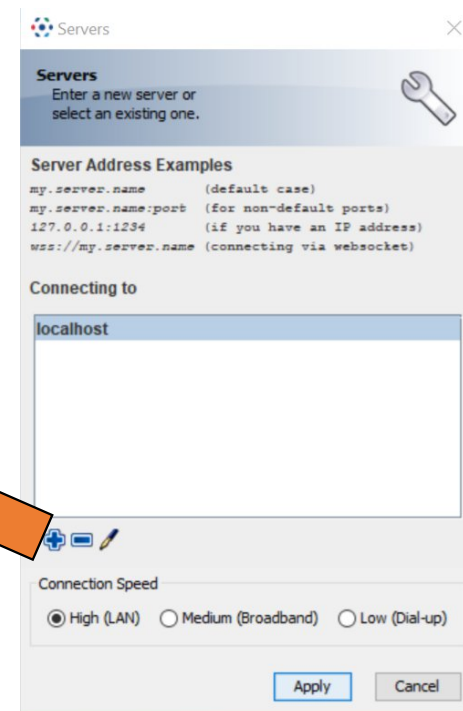 Servers
Servers
Enter a new server or
select an existing one.
Server Address Examples
my.server.name (default case)
my.server.name:port (for non-default ports)
127.0.0.1:1234 (if you have an IP address)
wss://my.server.name (connecting via websocket)
Connecting to
localhost
Connection Speed
High (LAN) Medium (Broadband) Low (Dial-up)
Apply Cancel